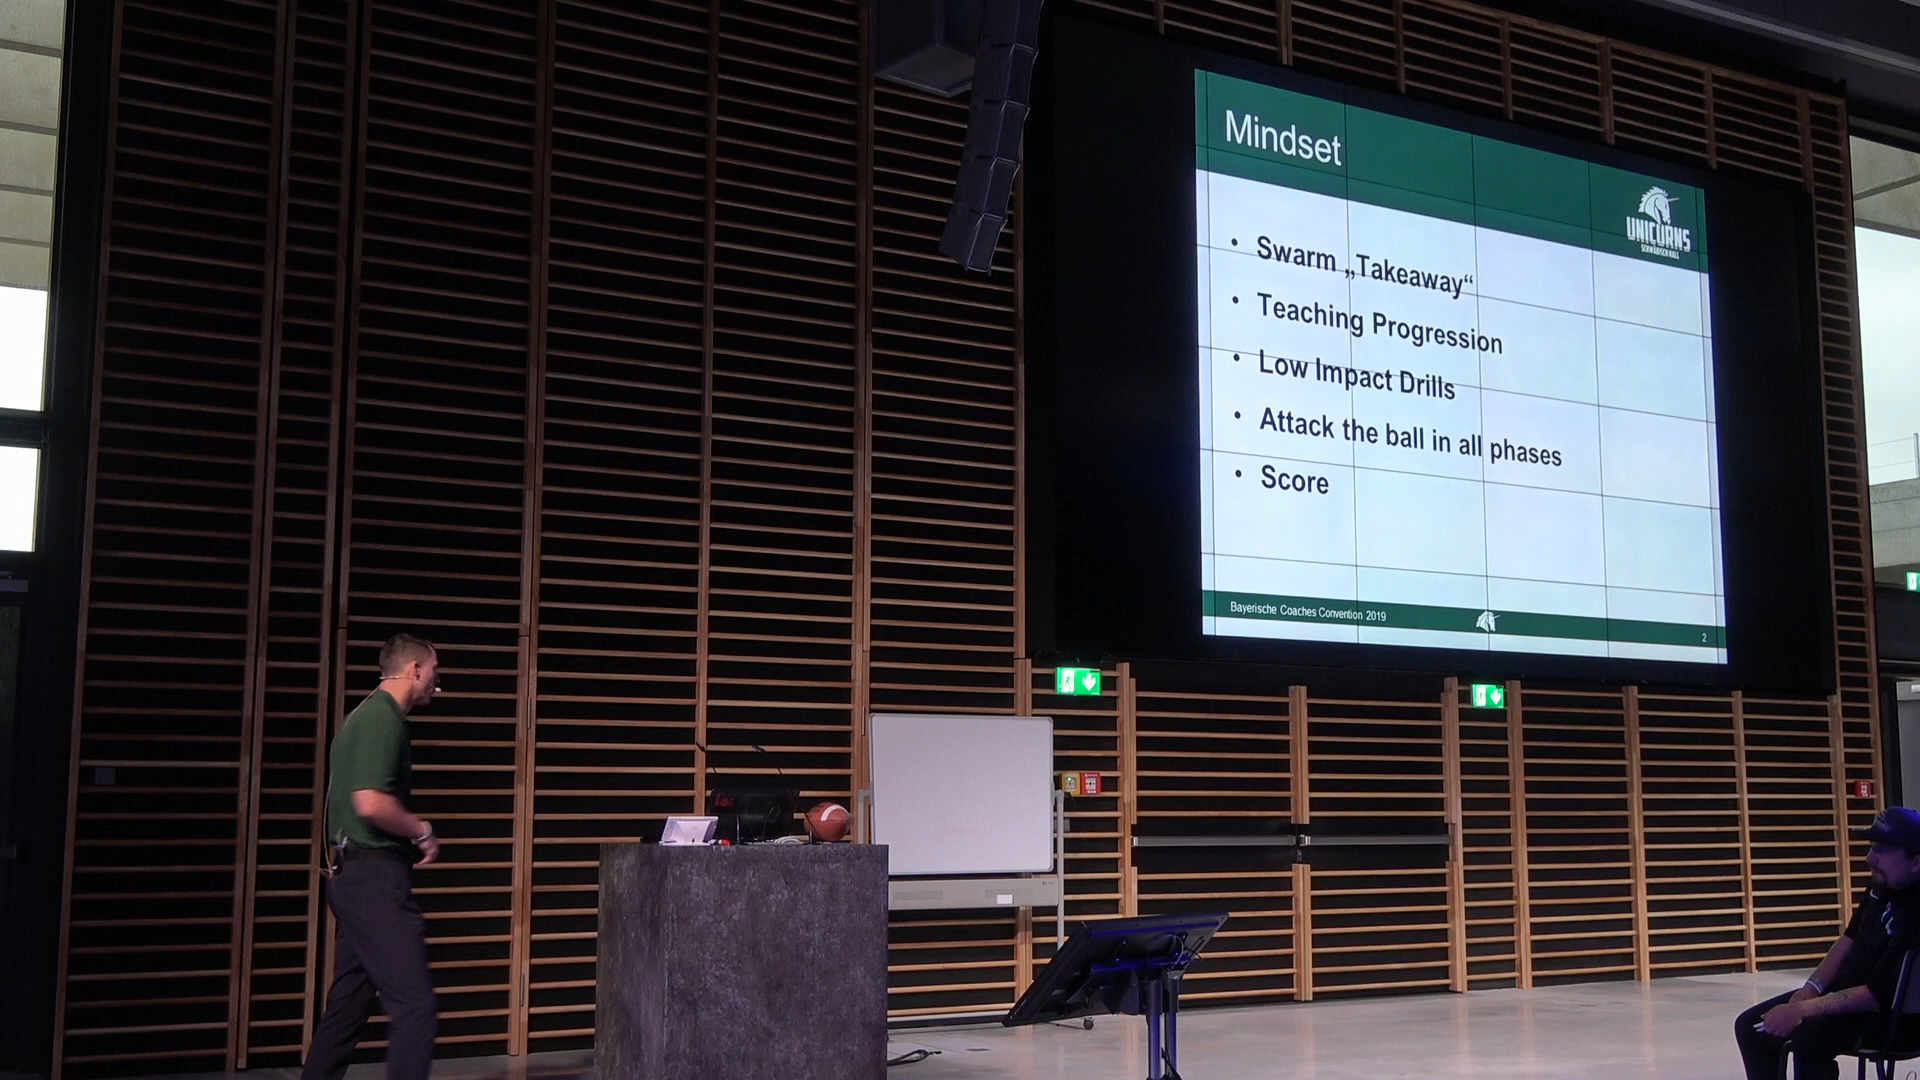 Mindset
UNICORNS
SCHWÄBISCH HALL
• Swarm „Takeaway“
• Teaching Progression
• Low Impact Drills
• Attack the ball in all phases
• Score
Bayerische Coaches Convention 2019
2